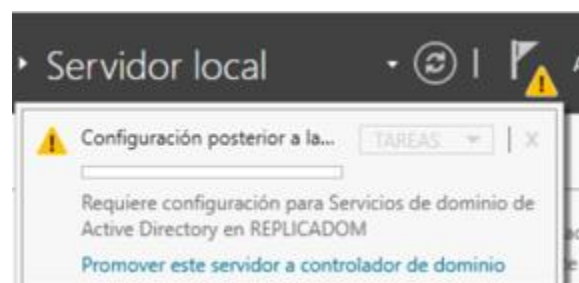 Servidor local
Configuración posterior a la...
TAREAS
X
Requiere configuración para Servicios de dominio de
Active Directory en REPLICADOM
Promover este servidor a controlador de dominio